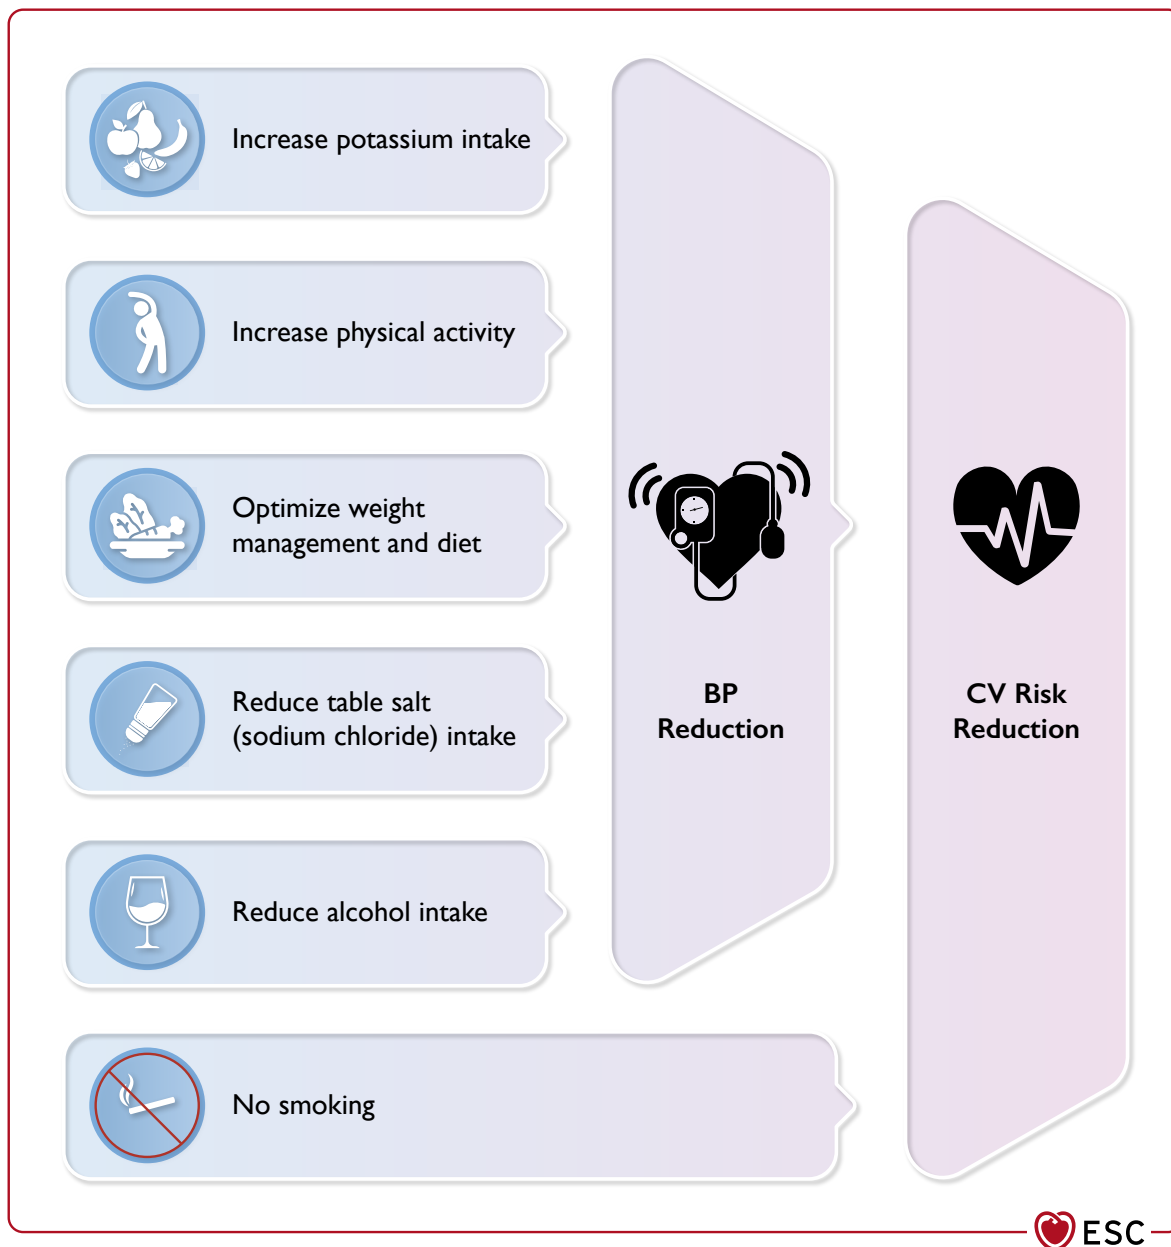 Increase potassium intake
Increase physical activity
Optimize weight
management and diet
Reduce table salt
(sodium chloride) intake
Reduce alcohol intake
No smoking
BP
Reduction
CV Risk
Reduction
ESC